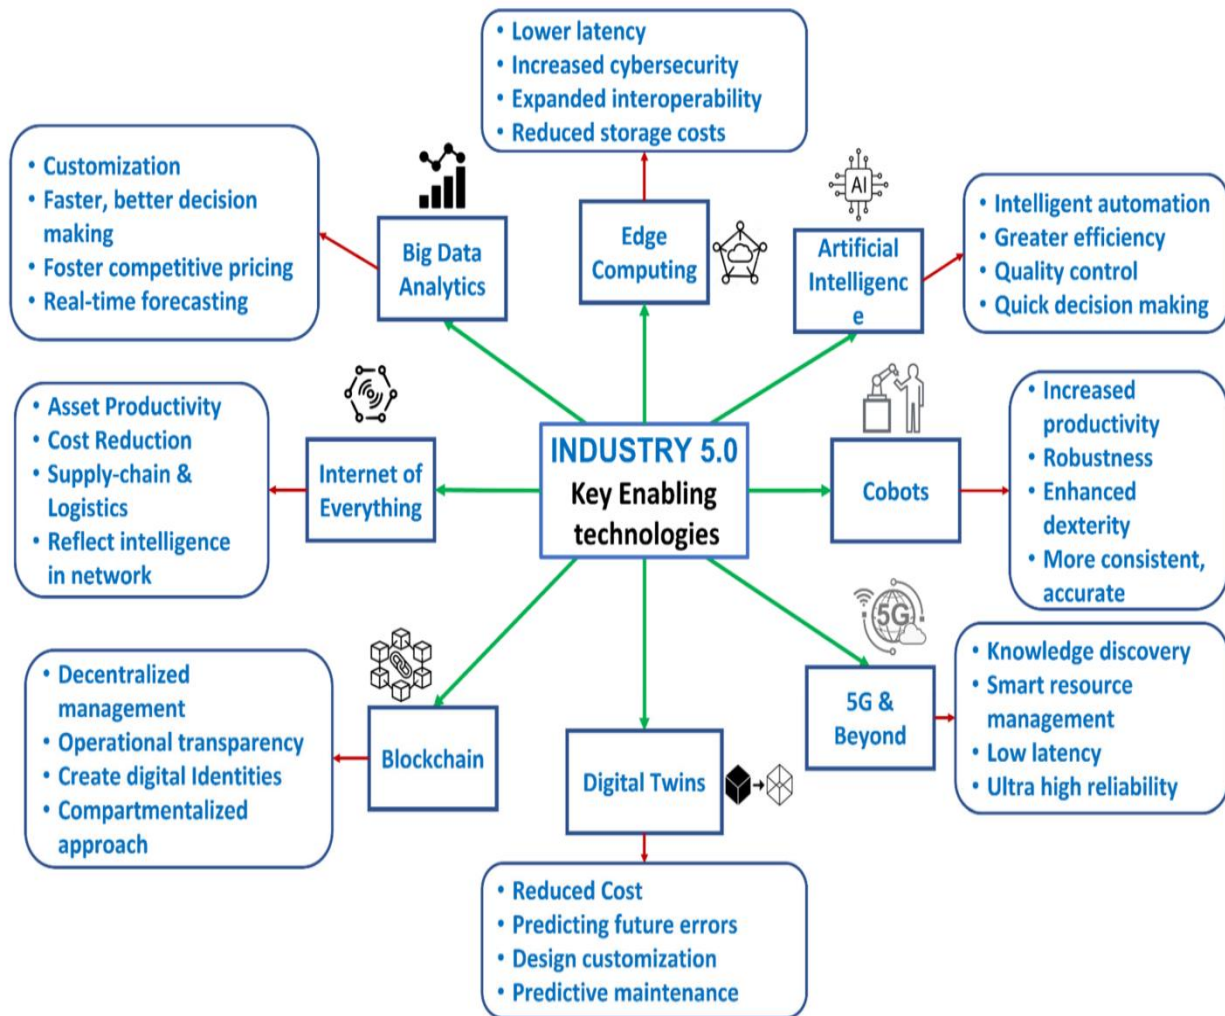 • Lower latency
• Increased cybersecurity
• Expanded interoperability
• Reduced storage costs
• Customization
• Faster, better decision
making
• Foster competitive pricing
• Real-time forecasting
Big Data
Analytics
Edge
Computing
AI
Artificial
Intelligenc
e
• Intelligent automation
• Greater efficiency
• Quality control
• Quick decision making
• Asset Productivity
• Cost Reduction
• Supply-chain &
Logistics
• Reflect intelligence
in network
Internet of
Everything
INDUSTRY 5.0
Key Enabling
technologies
Cobots
• Increased
productivity
• Robustness
• Enhanced
dexterity
• More consistent,
accurate
• Decentralized
management
• Operational transparency
• Create digital Identities
• Compartmentalized
approach
Blockchain
Digital Twins
5G
5G &
Beyond
• Knowledge discovery
• Smart resource
management
• Low latency
• Ultra high reliability
• Reduced Cost
• Predicting future errors
• Design customization
• Predictive maintenance